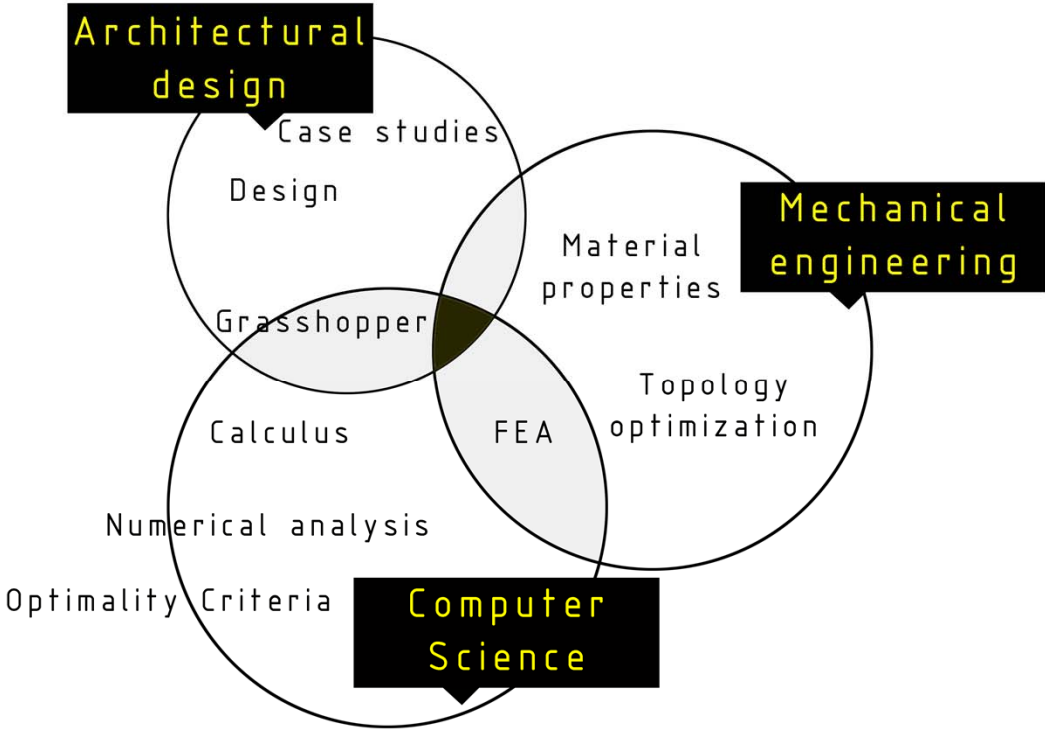 Architectural
design
Case studies
Design
Mechanical
engineering
Material
properties
Grasshopper
Topology
optimization
Calculus
FEA
Numerical analysis
Optimality Criteria
Computer
Science